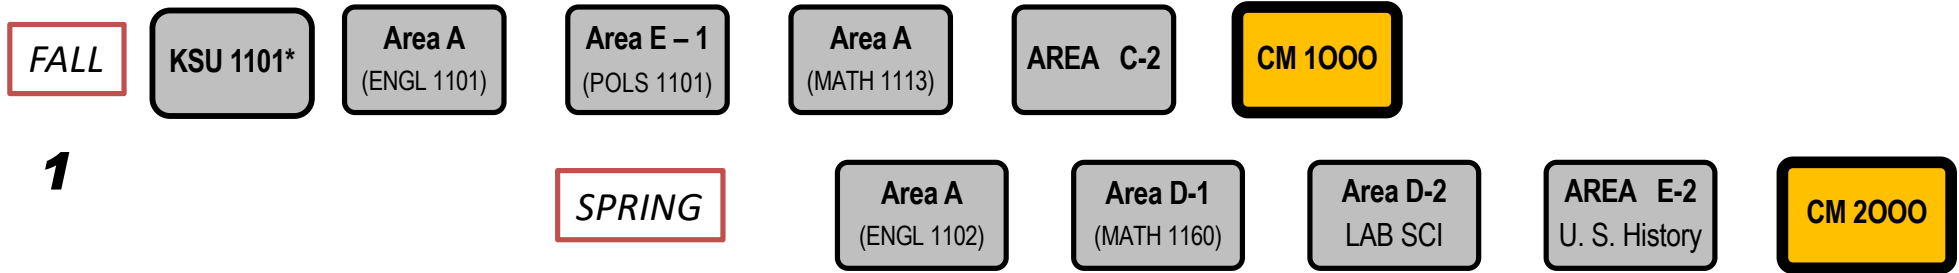 FALL
KSU 1101*
Area A
(ENGL 1101)
Area E – 1
(POLS 1101)
Area A
(MATH 1113)
AREA C-2
CM 1OOO
1
SPRING
Area A
(ENGL 1102)
Area D-1
(MATH 1160)
Area D-2
LAB SCI
AREA E-2
U. S. History
CM 2OOO